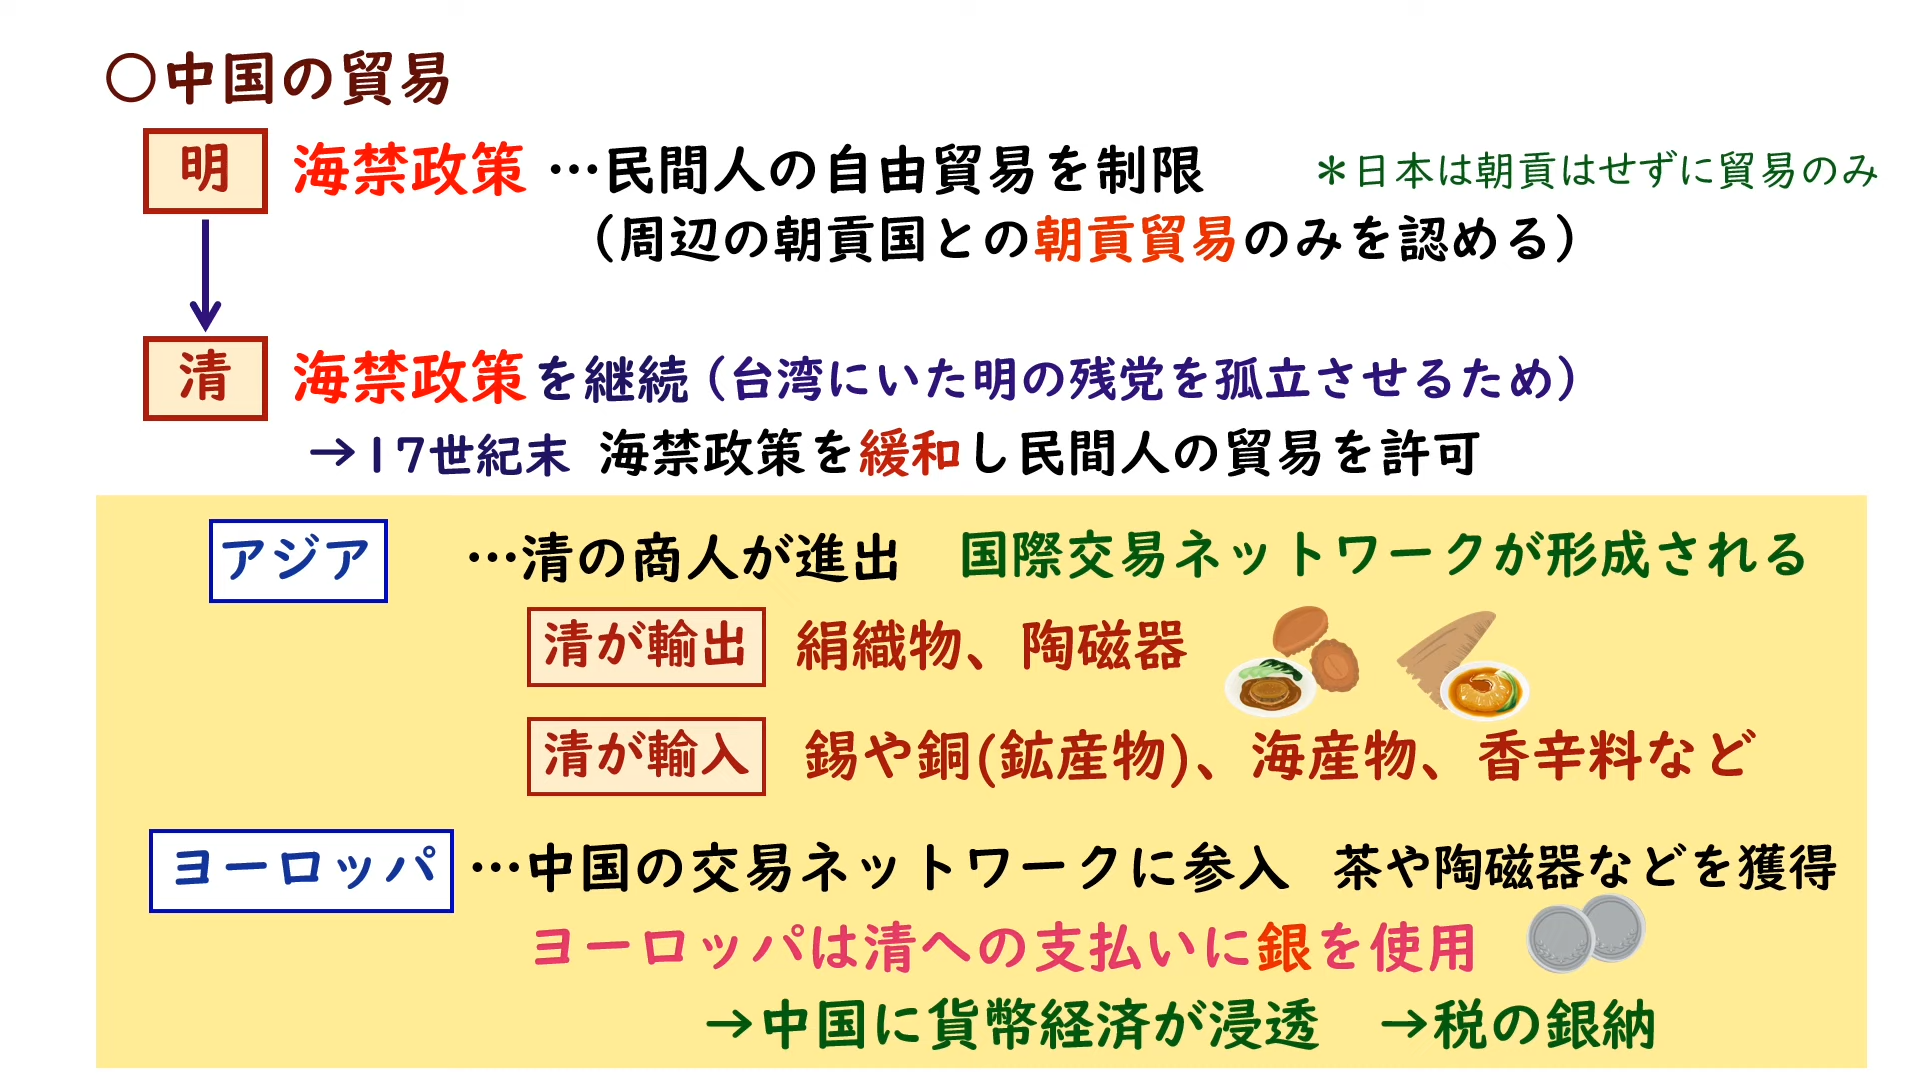 ○中国の貿易
明 海禁政策 …民間人の自由貿易を制限 ＊日本は朝貢はせずに貿易のみ
（周辺の朝貢国との朝貢貿易のみを認める）
清 海禁政策を継続（台湾にいた明の残党を孤立させるため）
→17世紀末 海禁政策を緩和し民間人の貿易を許可
アジア …清の商人が進出 国際交易ネットワークが形成される
清が輸出 絹織物、陶磁器
清が輸入 錫や銅(鉱産物)、海産物、香辛料など
ヨーロッパ …中国の交易ネットワークに参入 茶や陶磁器などを獲得
ヨーロッパは清への支払いに銀を使用
→中国に貨幣経済が浸透 →税の銀納